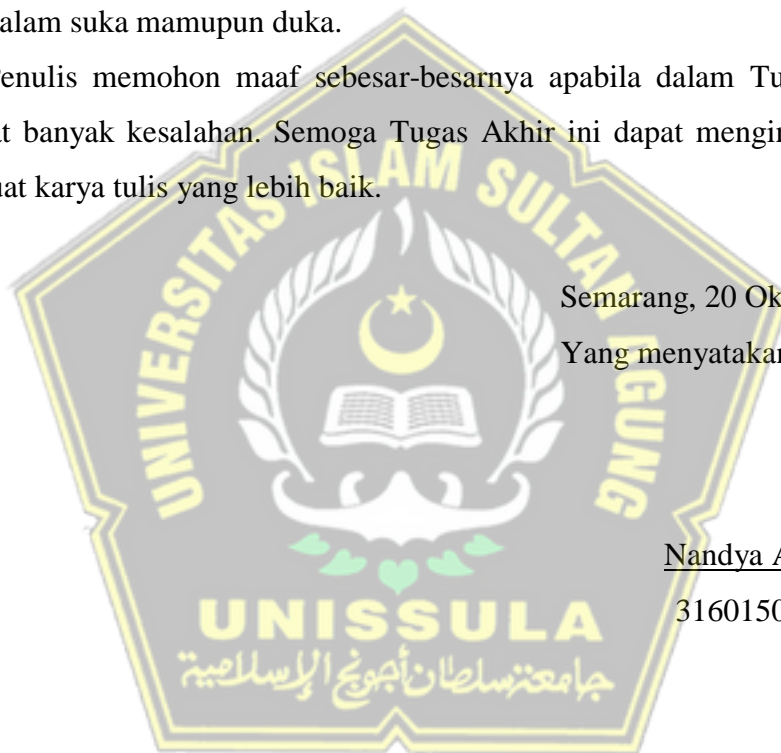 alam suka mamupun duka.
enulis memohon maaf sebesar-besarnya apabila dalam Tu
at banyak kesalahan. Semoga Tugas Akhir ini dapat mengin
uat karya tulis yang lebih baik.
UNIVERSITAS ISLAM SULTAN AGUNG
Semarang, 20 Ok
Yang menyatakan
Nandya A
3160150
UNISSULA
جامعتنسلطان أجونج الإسلامية